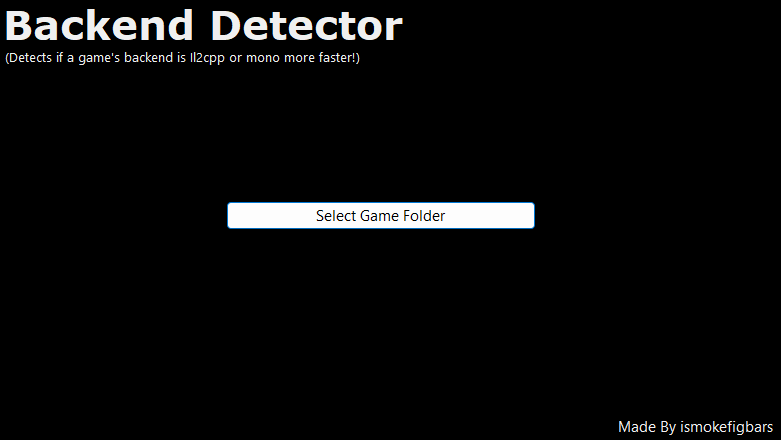 Backend Detector
(Detects if a game's backend is Il2cpp or mono more faster!)
Select Game Folder
Made By ismokefigbars